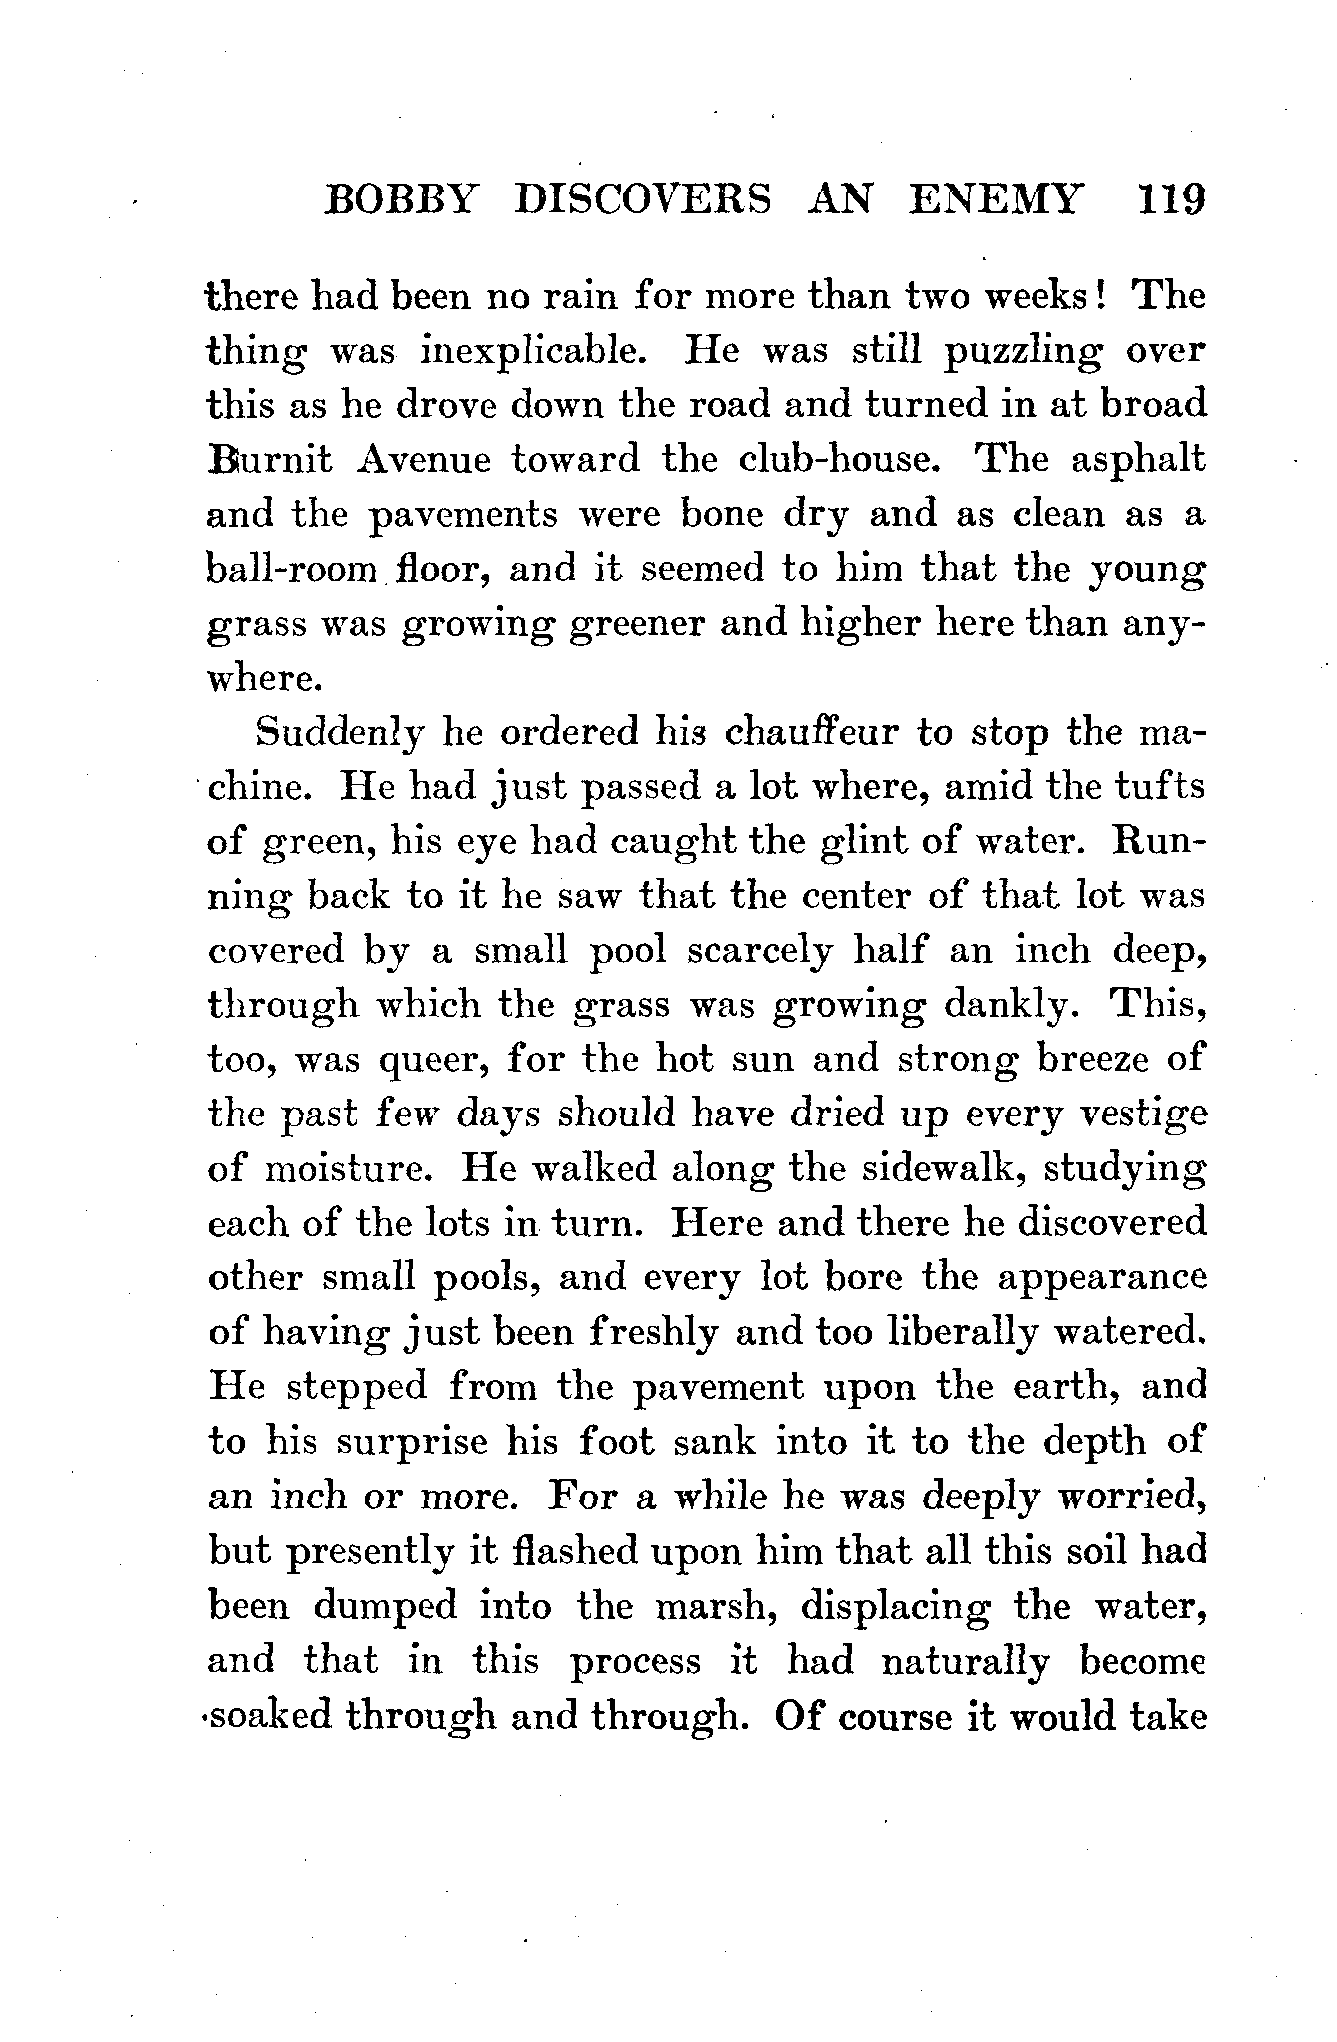 BOBBY DISCOVERS AN ENEMY 119
there had been no rain for more than two weeks! The
thing was inexplicable. He was still puzzling over
this as he drove down the road and turned in at broad
Burnit Avenue toward the club-house. The asphalt
and the pavements were bone dry and as clean as a
ball-room floor, and it seemed to him that the young
grass was growing greener and higher here than any-
where.
Suddenly he ordered his chauffeur to stop the ma-
chine. He had just passed a lot where, amid the tufts
of green, his eye had caught the glint of water. Run-
ning back to it he saw that the center of that lot was
covered by a small pool scarcely half an inch deep,
through which the grass was growing dankly. This,
too, was queer, for the hot sun and strong breeze of
the past few days should have dried up every vestige
of moisture. He walked along the sidewalk, studying
each of the lots in turn. Here and there he discovered
other small pools, and every lot bore the appearance
of having just been freshly and too liberally watered.
He stepped from the pavement upon the earth, and
to his surprise his foot sank into it to the depth of
an inch or more. For a while he was deeply worried,
but presently it flashed upon him that all this soil had
been dumped into the marsh, displacing the water,
and that in this process it had naturally become
soaked through and through. Of course it would take